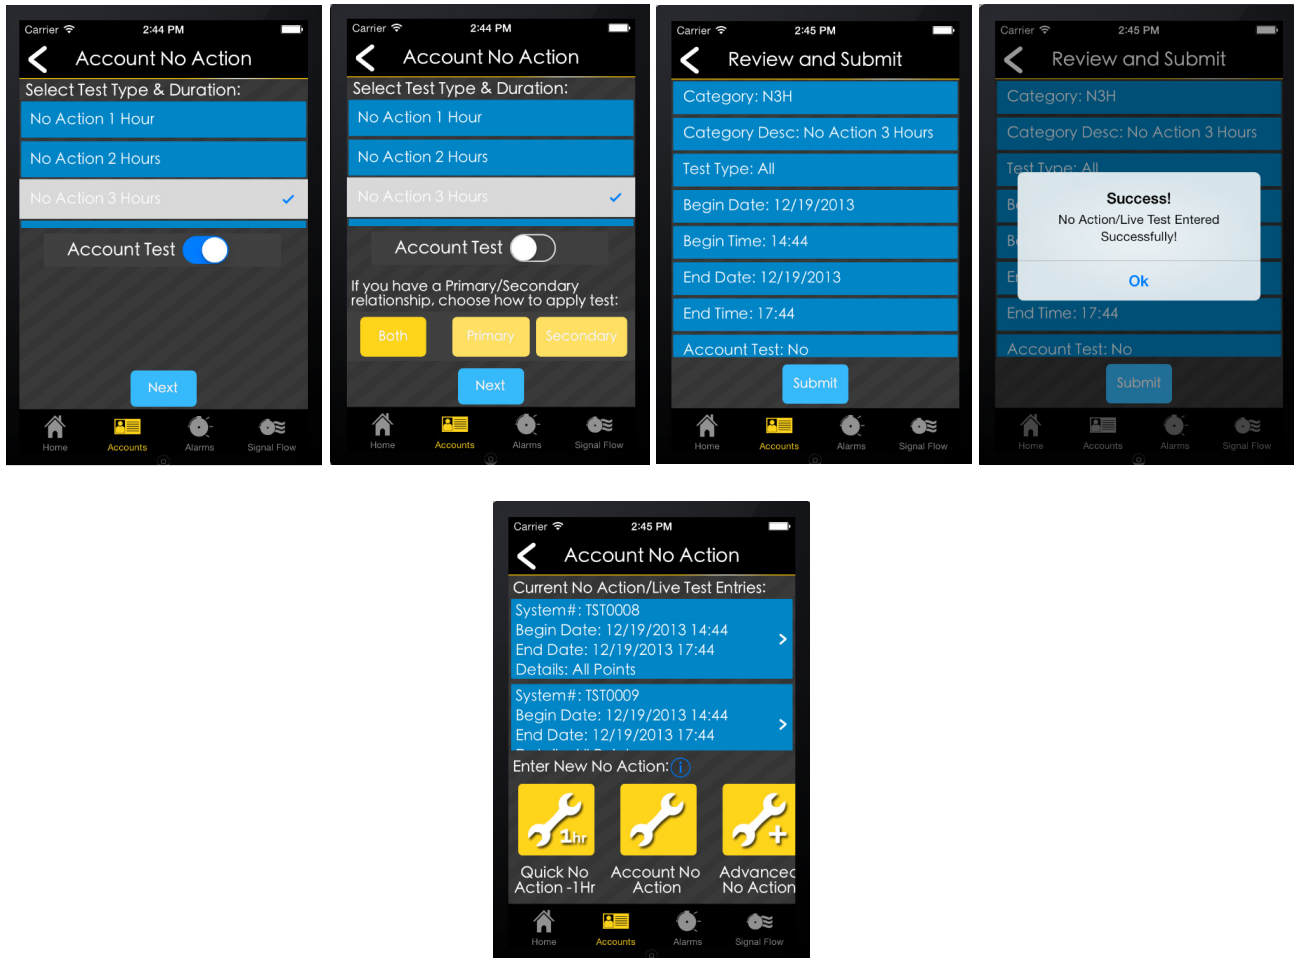 Carrier 2:44 PM
Account No Action
Select Test Type & Duration:
No Action 1 Hour
No Action 2 Hours
No Action 3 Hours
Account Test
Next
Home Accounts Alarms Signal Flow
Carrier 2:44 PM
Account No Action
Select Test Type & Duration:
No Action 1 Hour
No Action 2 Hours
No Action 3 Hours
Account Test
If you have a Primary/Secondary
relationship, choose how to apply test:
Both Primary Secondary
Next
Home Accounts Alarms Signal Flow
Carrier 2:45 PM
Review and Submit
Category: N3H
Category Desc: No Action 3 Hours
Test Type: All
Begin Date: 12/19/2013
Begin Time: 14:44
End Date: 12/19/2013
End Time: 17:44
Account Test: No
Submit
Home Accounts Alarms Signal Flow
Carrier 2:45 PM
Review and Submit
Category: N3H
Category Desc: No Action 3 Hours
Test Type: All
Success!
No Action/Live Test Entered
Successfully!
Ok
End Time: 17:44
Account Test: No
Submit
Home Accounts Alarms Signal Flow
Carrier 2:45 PM
Account No Action
Current No Action/Live Test Entries:
System#: TST0008
Begin Date: 12/19/2013 14:44
End Date: 12/19/2013 17:44
Details: All Points
System#: TST0009
Begin Date: 12/19/2013 14:44
End Date: 12/19/2013 17:44
Enter New No Action:
1hr
Quick No
Action -1Hr
Account No
Action
Advanced
No Action
Home Accounts Alarms Signal Flow